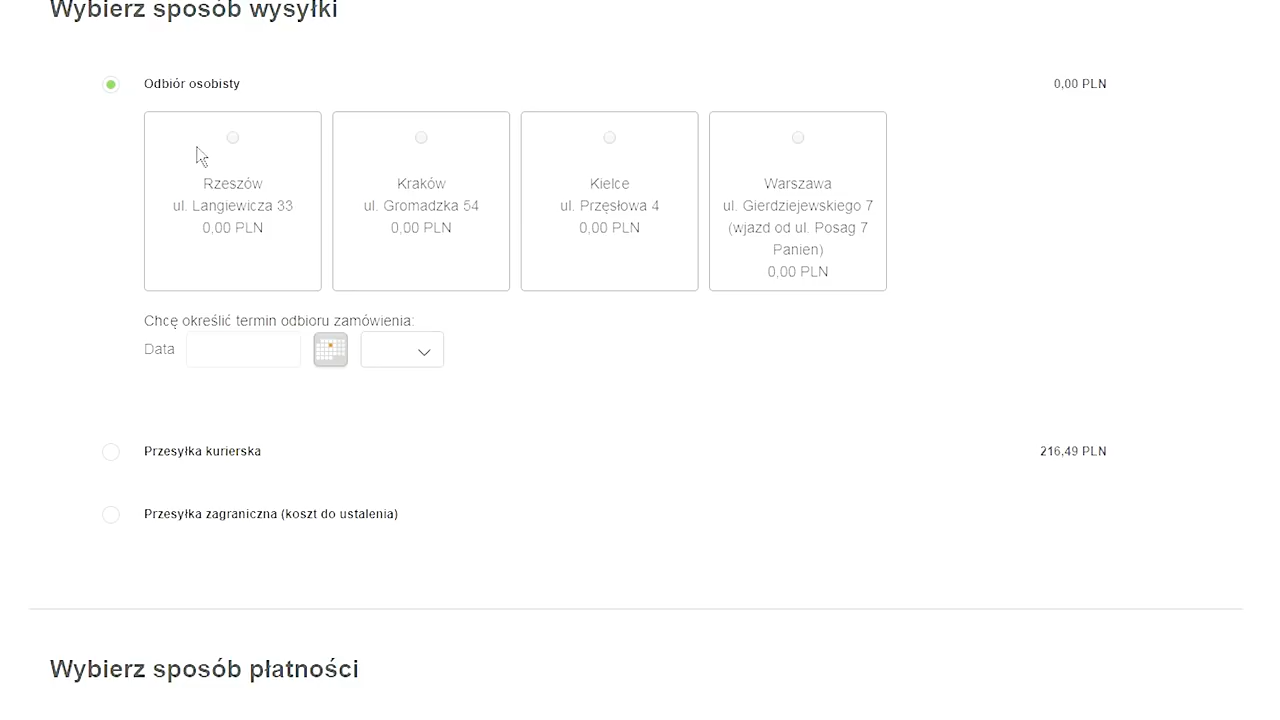 Wybierz sposób wysyłki
Odbiór osobisty 0,00 PLN
Rzeszów
ul. Langiewicza 33
0,00 PLN
Kraków
ul. Gromadzka 54
0,00 PLN
Kielce
ul. Przęsłowa 4
0,00 PLN
Warszawa
ul. Gierdziejewskiego 7
(wjazd od ul. Posag 7
Panien)
0,00 PLN
Chcę określić termin odbioru zamówienia:
Data
Przesyłka kurierska 216,49 PLN
Przesyłka zagraniczna (koszt do ustalenia)
Wybierz sposób płatności